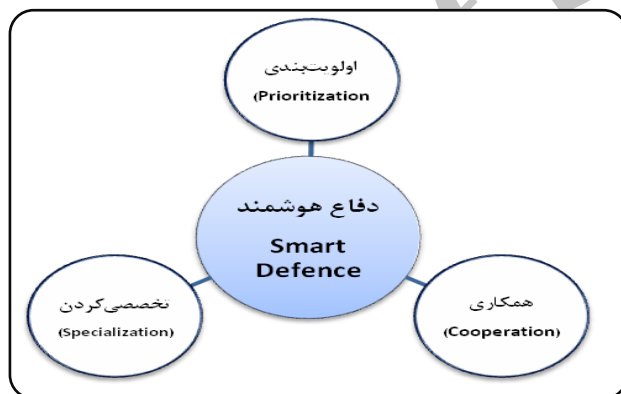 اولویت‌بندی
(Prioritization
دفاع هوشمند
Smart
Defence
تخصصی‌کردن
(Specialization)
همکاری
(Cooperation)